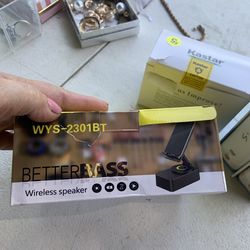 WYS-2301BT
BETTERBASS
Wireless speaker
Kastar